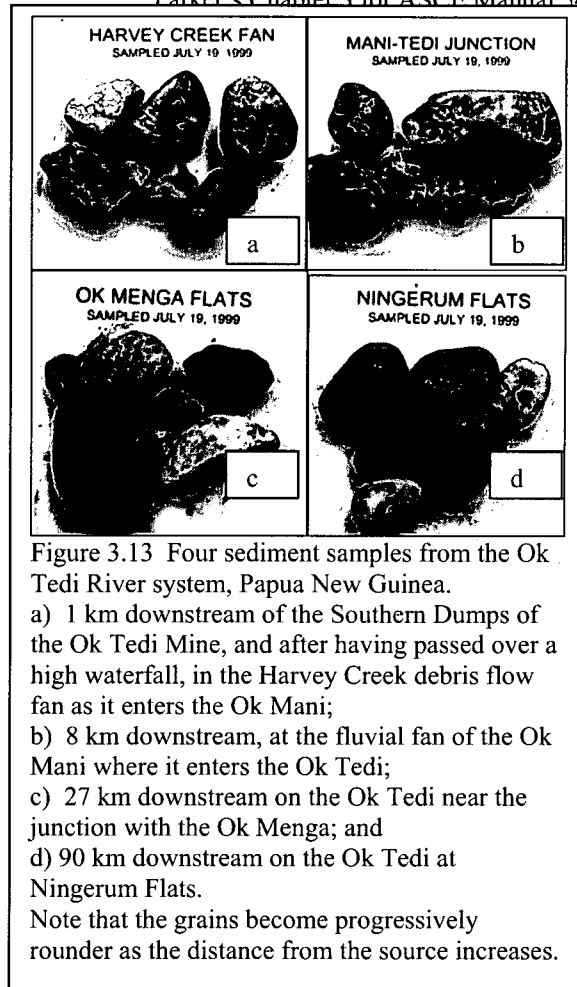 Parker's Chapter 3 for ASCE Manual
HARVEY CREEK FAN
SAMPLED JULY 19 1999
a
MANI-TEDI JUNCTION
SAMPLED JULY 19, 1999
b
OK MENGA FLATS
SAMPLED JULY 19, 1999
c
NINGERUM FLATS
SAMPLED JULY 19, 1999
d
Figure 3.13 Four sediment samples from the Ok
Tedi River system, Papua New Guinea.
a) 1 km downstream of the Southern Dumps of
the Ok Tedi Mine, and after having passed over a
high waterfall, in the Harvey Creek debris flow
fan as it enters the Ok Mani;
b) 8 km downstream, at the fluvial fan of the Ok
Mani where it enters the Ok Tedi;
c) 27 km downstream on the Ok Tedi near the
junction with the Ok Menga; and
d) 90 km downstream on the Ok Tedi at
Ningerum Flats.
Note that the grains become progressively
rounder as the distance from the source increases.